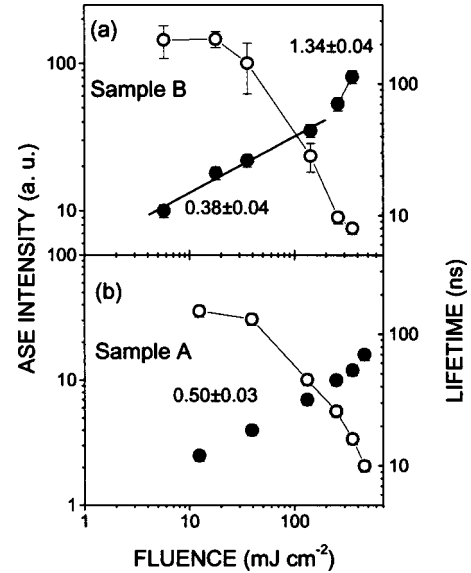 (a)
1.34±0.04
100
100
Sample B
0.38±0.04
10
10
100
ASE INTENSITY (a. u.)
LIFETIME (ns)
(b)
Sample A
100
0.50±0.03
10
10
1
1
10
100
FLUENCE (mJ cm-2)